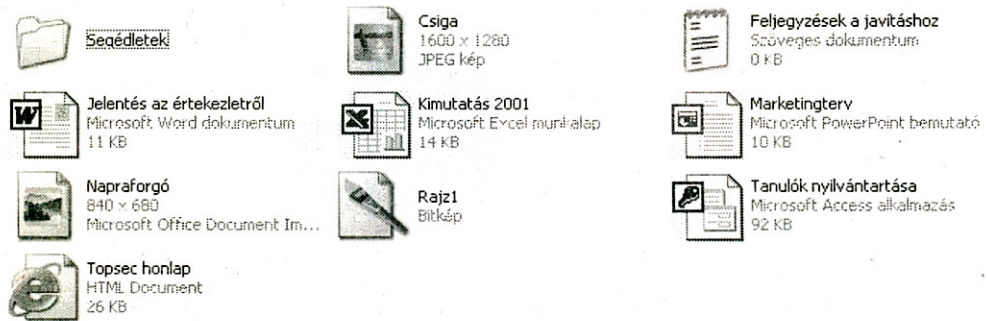 Segédletek
Csiga
1600 × 1280
JPEG kép
Feljegyzések a javításhoz
Szöveges dokumentum
0 KB
Jelentés az értekezletről
Microsoft Word dokumentum
11 KB
Kimutatás 2001
Microsoft Excel munkalap
14 KB
Marketingterv
Microsoft PowerPoint bemutató
10 KB
Napraforgó
840 × 680
Microsoft Office Document Im...
Rajz1
Bitkép
Tanulók nyilvántartása
Microsoft Access alkalmazás
92 KB
Topsec honlap
HTML Document
26 KB